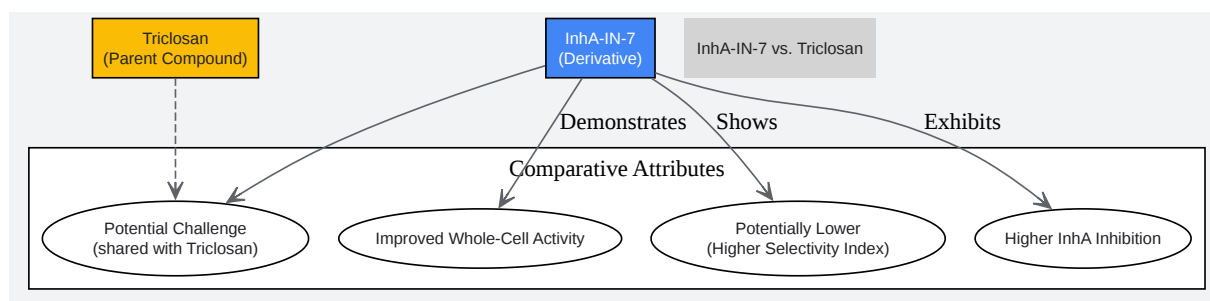 Triclosan
(Parent Compound)
InhA-IN-7
(Derivative)
InhA-IN-7 vs. Triclosan
Demonstrates
Shows
Exhibits
Comparative Attributes
Potential Challenge
(shared with Triclosan)
Improved Whole-Cell Activity
Potentially Lower
(Higher Selectivity Index)
Higher InhA Inhibition